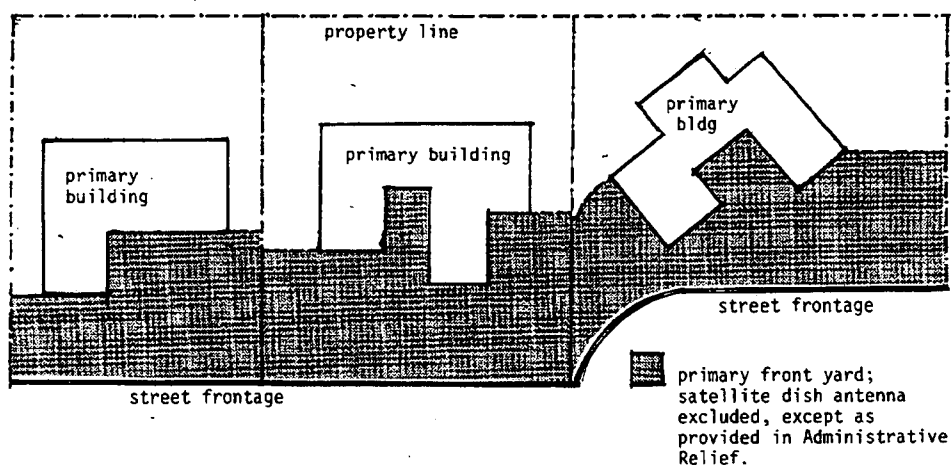 property line
primary
building
primary building
primary
bldg
street frontage
street frontage
primary front yard;
satellite dish antenna
excluded, except as
provided in Administrative
Relief.